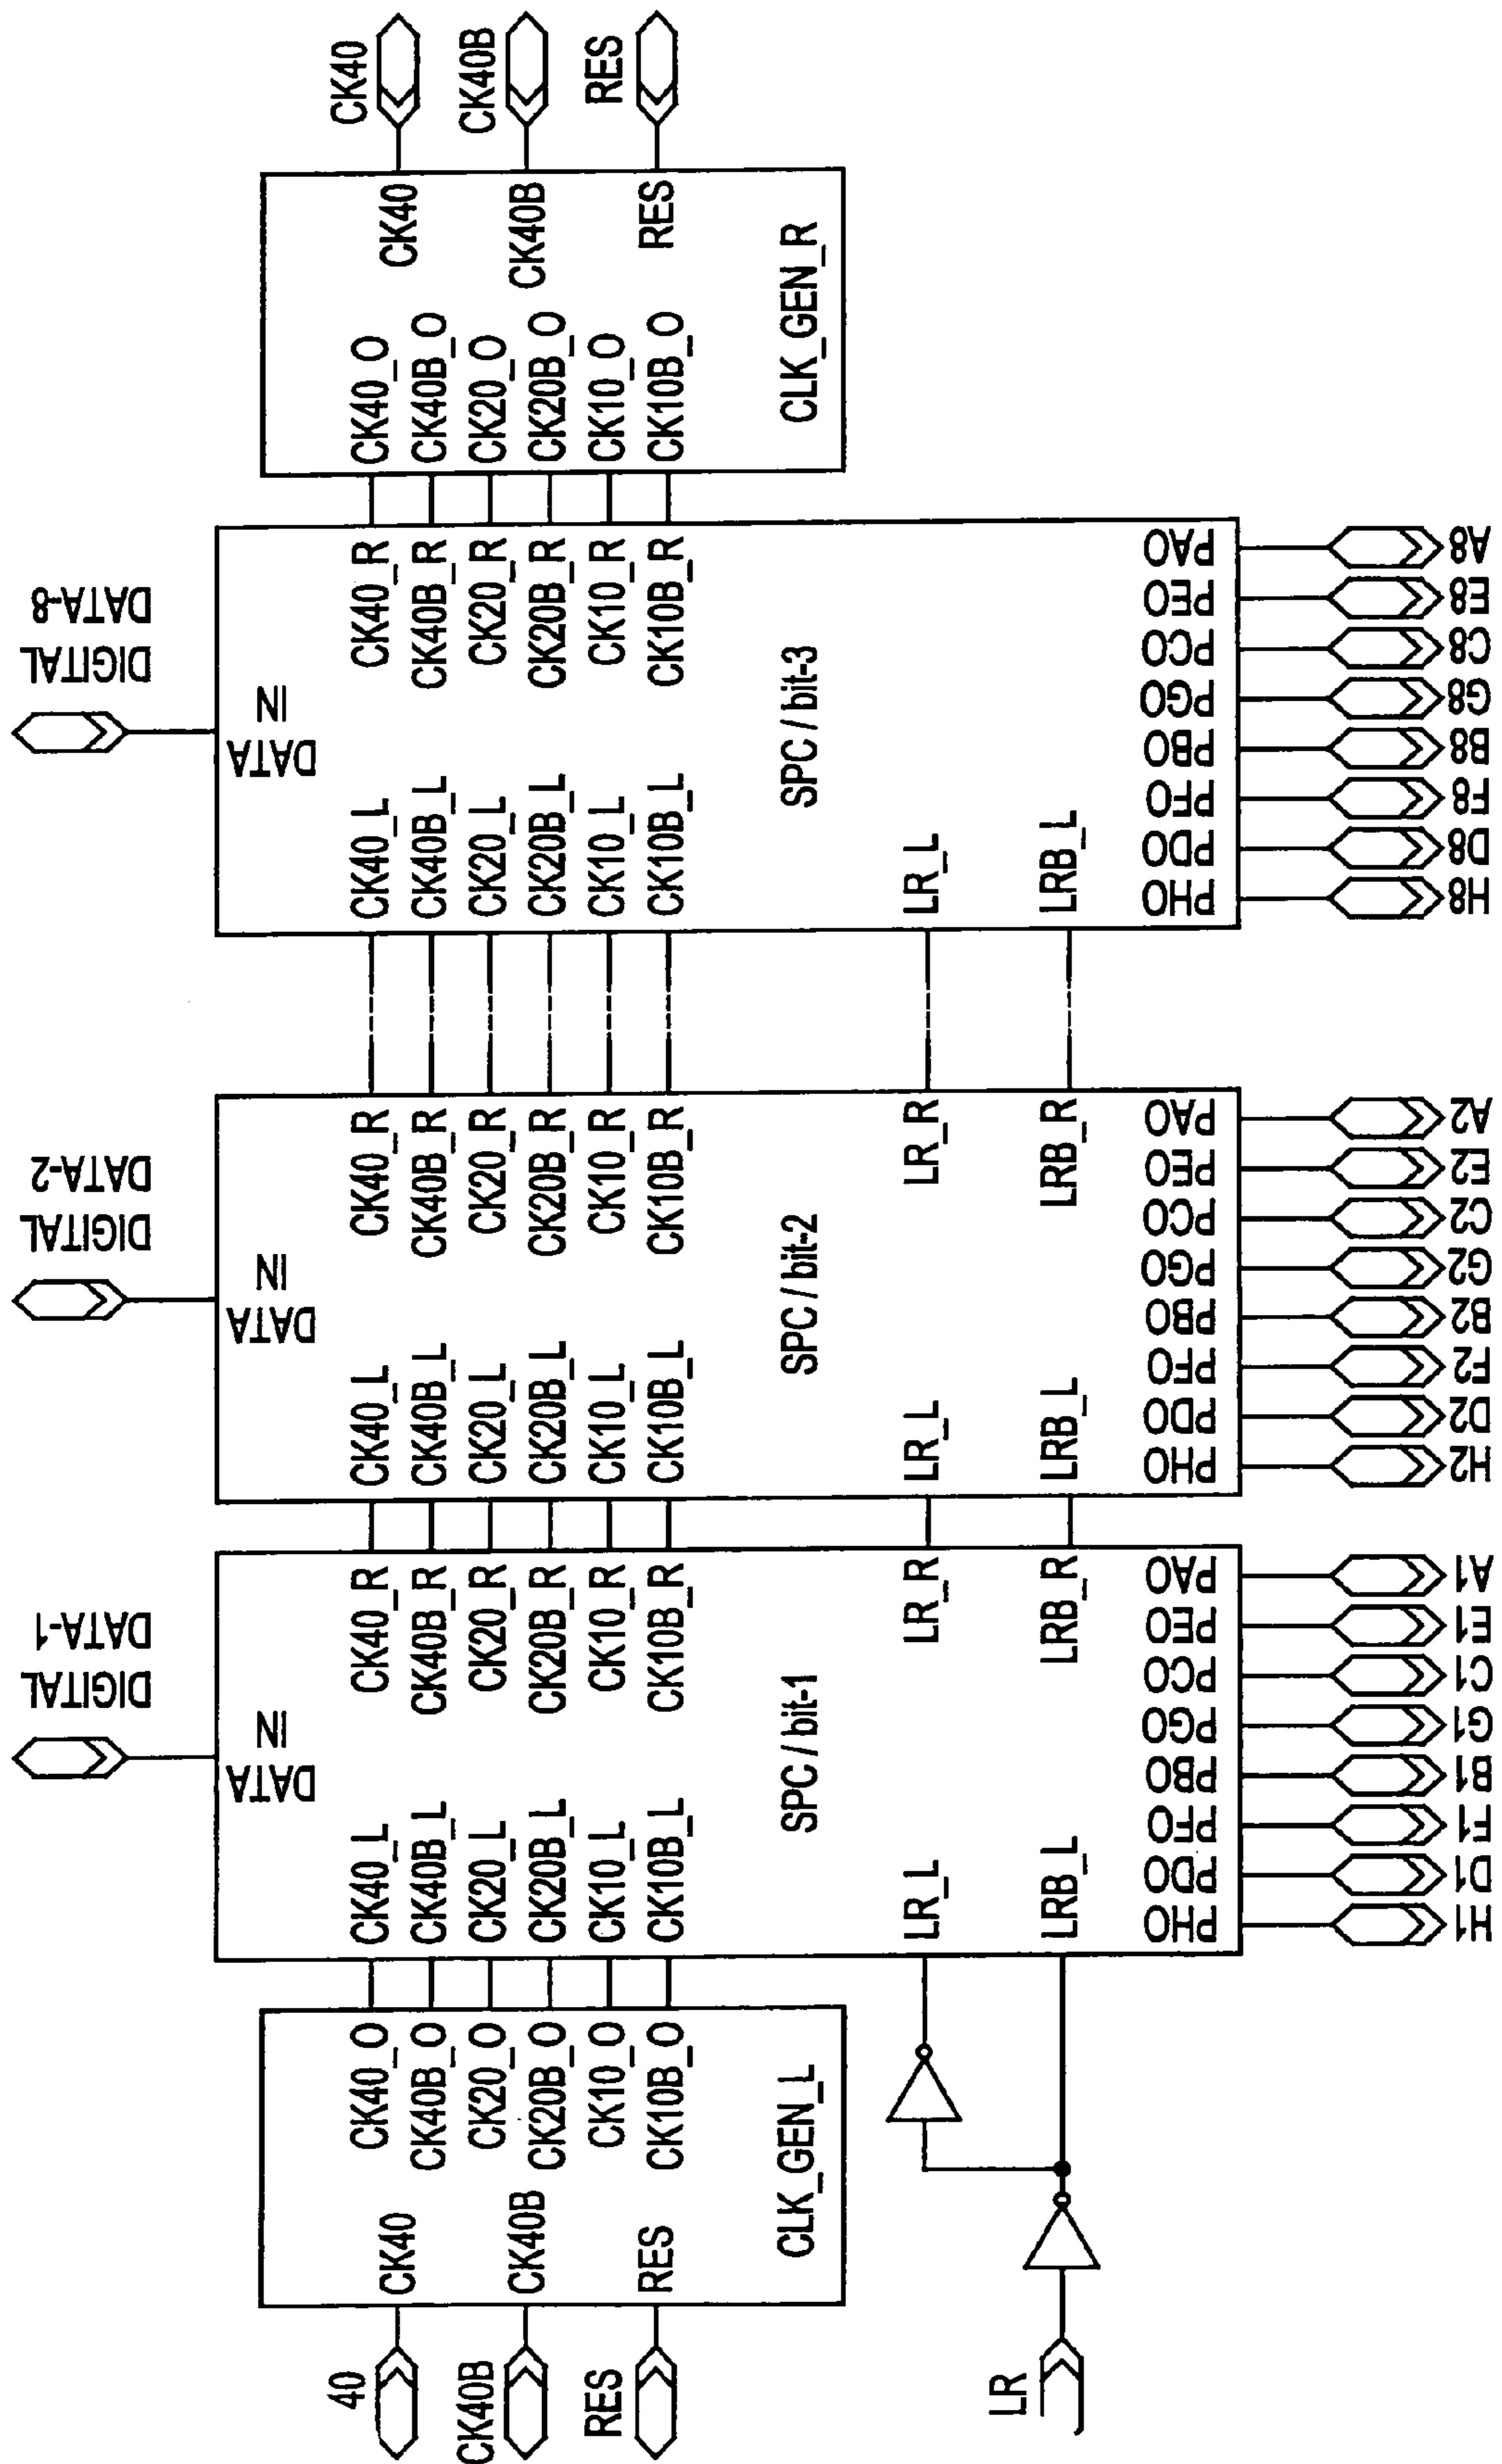 40
CK40B
RES
LR
CK40
CK40B
RES
CK40_O
CK40B_O
CK20_O
CK20B_O
CK10_O
CK10B_O
CLK_GEN_L
DIGITAL
DATA-1
DATA
IN
CK40_L
CK40B_L
CK20_L
CK20B_L
CK10_L
CK10B_L
CK40_R
CK40B_R
CK20_R
CK20B_R
CK10_R
CK10B_R
SPC / bit-1
LR_L
LR_R
LRB_L
LRB_R
PHO
PDO
PFO
PBO
PGO
PCO
PEO
PAO
H1
D1
F1
B1
G1
C1
E1
A1
DIGITAL
DATA-2
DATA
IN
CK40_L
CK40B_L
CK20_L
CK20B_L
CK10_L
CK10B_L
CK40_R
CK40B_R
CK20_R
CK20B_R
CK10_R
CK10B_R
SPC / bit-2
LR_L
LR_R
LRB_L
LRB_R
PHO
PDO
PFO
PBO
PGO
PCO
PEO
PAO
H2
D2
F2
B2
G2
C2
E2
A2
DIGITAL
DATA-8
DATA
IN
CK40_L
CK40B_L
CK20_L
CK20B_L
CK10_L
CK10B_L
CK40_R
CK40B_R
CK20_R
CK20B_R
CK10_R
CK10B_R
SPC / bit-3
LR_L
LRB_L
PHO
PDO
PFO
PBO
PGO
PCO
PEO
PAO
H8
D8
F8
B8
G8
C8
E8
A8
CK40_O
CK40B_O
CK20_O
CK20B_O
CK10_O
CK10B_O
CK40
CK40B
RES
CLK_GEN_R
CK40
CK40B
RES